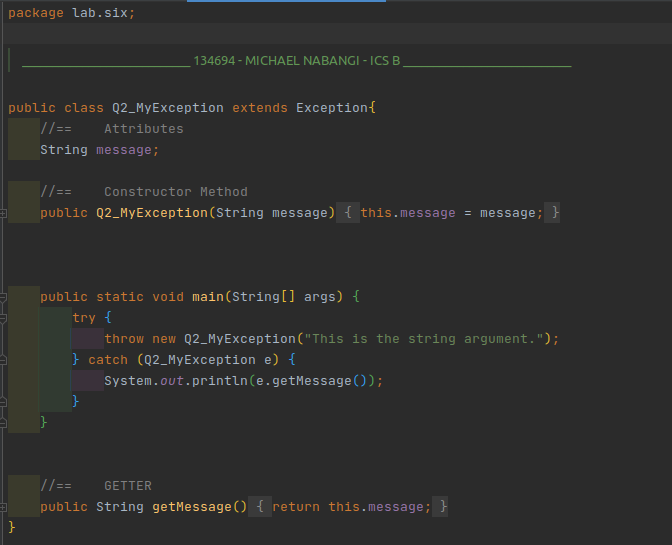 package lab.six;
__________________________ 134694 - MICHAEL NABANGI - ICS B __________________________
public class Q2_MyException extends Exception{
//==    Attributes
String message;
//==    Constructor Method
public Q2_MyException(String message) { this.message = message; }
public static void main(String[] args) {
try {
throw new Q2_MyException("This is the string argument.");
} catch (Q2_MyException e) {
System.out.println(e.getMessage());
}
}
//==    GETTER
public String getMessage() { return this.message; }
}